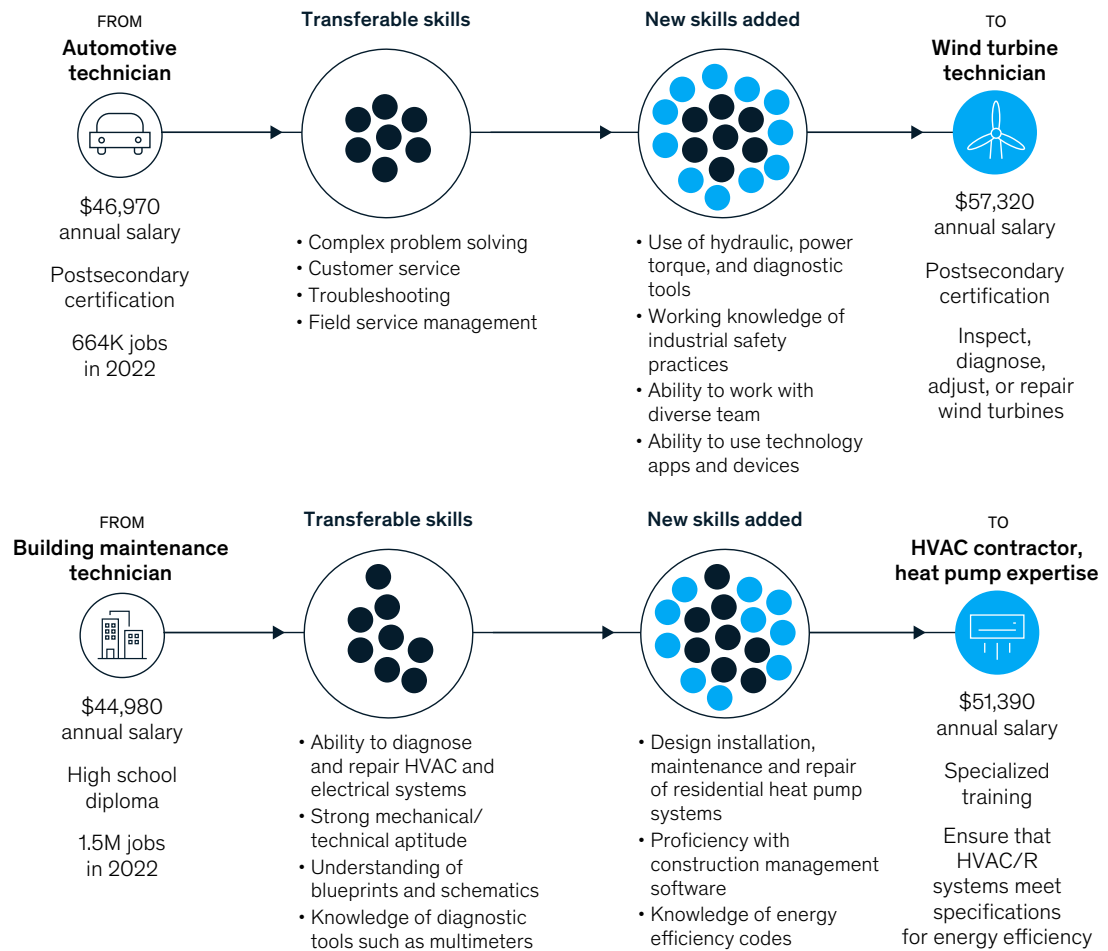 FROM
Automotive
technician
$46,970
annual salary
Postsecondary
certification
664K jobs
in 2022
Transferable skills
• Complex problem solving
• Customer service
• Troubleshooting
• Field service management
New skills added
• Use of hydraulic, power
torque, and diagnostic
tools
• Working knowledge of
industrial safety
practices
• Ability to work with
diverse team
• Ability to use technology
apps and devices
TO
Wind turbine
technician
$57,320
annual salary
Postsecondary
certification
Inspect,
diagnose,
adjust, or repair
wind turbines
FROM
Building maintenance
technician
$44,980
annual salary
High school
diploma
1.5M jobs
in 2022
Transferable skills
• Ability to diagnose
and repair HVAC and
electrical systems
• Strong mechanical/
technical aptitude
• Understanding of
blueprints and schematics
• Knowledge of diagnostic
tools such as multimeters
New skills added
• Design installation,
maintenance and repair
of residential heat pump
systems
• Proficiency with
construction management
software
• Knowledge of energy
efficiency codes
TO
HVAC contractor,
heat pump expertise
$51,390
annual salary
Specialized
training
Ensure that
HVAC/R
systems meet
specifications
for energy efficiency